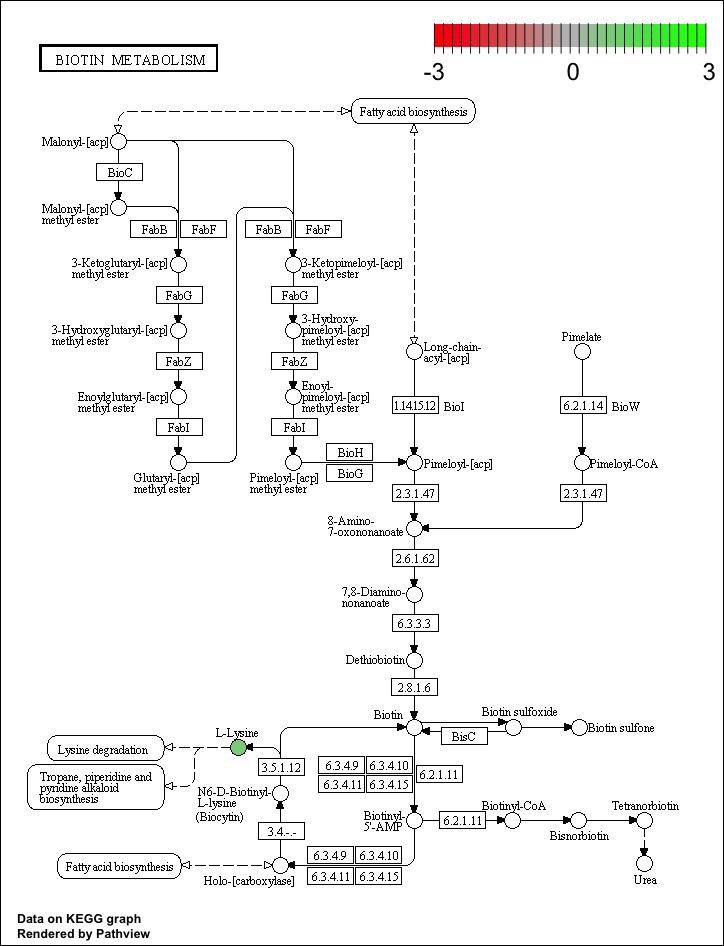 BIOTIN METABOLISM
-3 0 3
Fatty acid biosynthesis
Malonyl-[acp]
BioC
Malonyl-[acp]
methyl ester
FabB FabF FabB FabF
3-Ketoglutaryl-[acp]
methyl ester
3-Ketopimeloyl-[acp]
methyl ester
FabG FabG
3-Hydroxyglutaryl-[acp]
methyl ester
3-Hydroxy-
pimeloyl-[acp]
methyl ester
FabZ FabZ
Long-chain-
acyl-[acp]
Pimelate
Enoylglutaryl-[acp]
methyl ester
Enoyl-
pimeloyl-[acp]
methyl ester
1.14.15.12 BioI
6.2.1.14 BioW
FabI FabI
Glutaryl-[acp]
methyl ester
Pimeloyl-[acp]
methyl ester
BioH
BioG
Pimeloyl-[acp]
Pimeloyl-CoA
2.3.1.47 2.3.1.47
8-Amino-
7-oxononanoate
2.6.1.62
7,8-Diamino-
nonanoate
6.3.3.3
Dethiobiotin
2.8.1.6
Biotin
Biotin sulfoxide
BisC
Biotin sulfone
L-Lysine
Lysine degradation
Tropane, piperidine and
pyridine alkaloid
biosynthesis
3.5.1.12
6.3.4.9 6.3.4.10
6.3.4.11 6.3.4.15
6.2.1.11
N6-D-Biotinyl-
L-lysine
(Biocytin)
Biotinyl-
5'-AMP
6.2.1.11
Biotinyl-CoA
Bisnorbiotin
Tetranorbiotin
3.4.-.-
Fatty acid biosynthesis
Holo-[carboxylase]
6.3.4.9 6.3.4.10
6.3.4.11 6.3.4.15
Urea
Data on KEGG graph
Rendered by Pathview